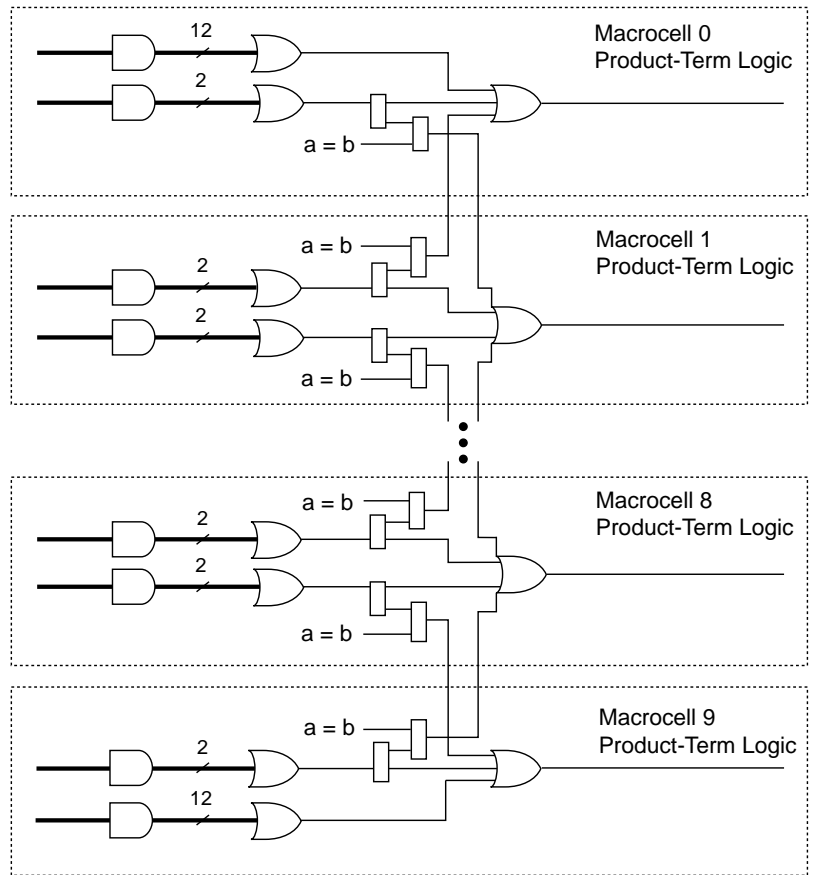 12
Macrocell 0
Product-Term Logic
2
a = b
Macrocell 1
Product-Term Logic
a = b
2
2
a = b
Macrocell 8
Product-Term Logic
a = b
2
2
a = b
Macrocell 9
Product-Term Logic
a = b
2
12